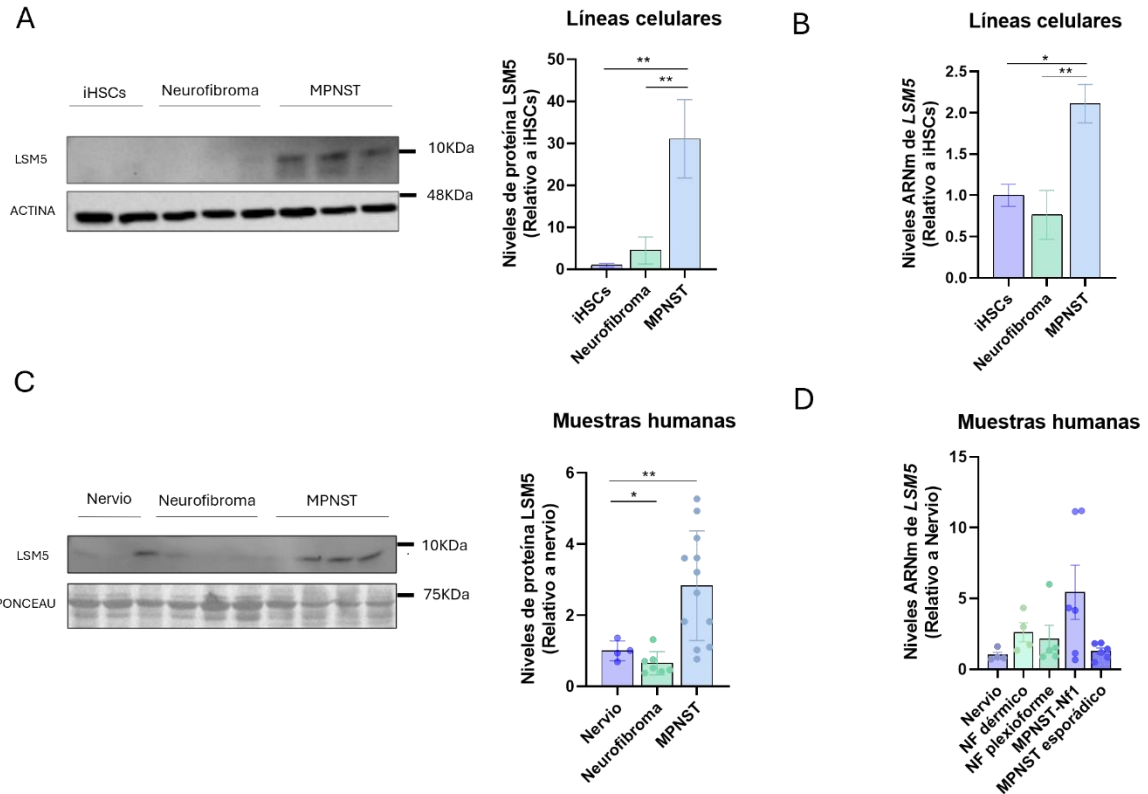 A
iHSCs Neurofibroma MPNST
LSM5
10KDa
ACTINA
48KDa
Líneas celulares
Niveles de proteína LSM5
(Relativo a iHSCs)
50
40
30
20
10
0
** 
**
iHSCs
Neurofibroma
MPNST
B
Líneas celulares
Niveles ARNm de LSM5
(Relativo a iHSCs)
2.5
2.0
1.5
1.0
0.5
0.0
*
**
iHSCs
Neurofibroma
MPNST
C
Nervio Neurofibroma MPNST
LSM5
10KDa
PONCEAU
75KDa
Muestras humanas
Niveles de proteína LSM5
(Relativo a nervio)
6
4
2
0
**
*
Nervio
Neurofibroma
MPNST
D
Muestras humanas
Niveles ARNm de LSM5
(Relativo a Nervio)
15
10
5
0
Nervio
NF dérmico
NF plexioforme
MPNST-Nf1
MPNST esporádico